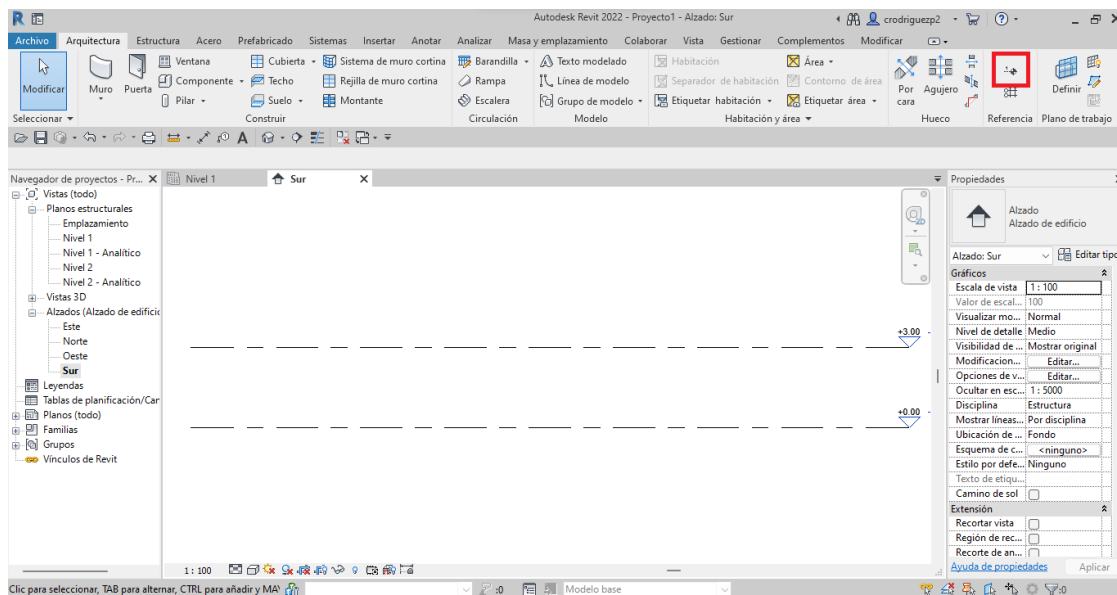 Autodesk Revit 2022 - Proyecto1 - Alzado: Sur
crodriguezp2
Archivo Arquitectura Estructura Acero Prefabricado Sistemas Insertar Anotar Analizar Masa y emplazamiento Colaborar Vista Gestionar Complementos Modificar
Modificar
Muro
Puerta
Ventana
Componente
Pilar
Cubierta
Techo
Suelo
Sistema de muro cortina
Rejilla de muro cortina
Montante
Barandilla
Rampa
Escalera
Texto modelado
Línea de modelo
Grupo de modelo
Habitación
Separador de habitación
Etiquetar habitación
Área
Contorno de área
Etiquetar área
Por cara
Agujero
Definir
Seleccionar
Construir
Circulación
Modelo
Habitación y área
Hueco
Referencia
Plano de trabajo
Navegador de proyectos - Pr...
Vistas (todo)
Planos estructurales
Emplazamiento
Nivel 1
Nivel 1 - Analítico
Nivel 2
Nivel 2 - Analítico
Vistas 3D
Alzados (Alzado de edificic
Este
Norte
Oeste
Sur
Leyendas
Tablas de planificación/Car
Planos (todo)
Familias
Grupos
Vínculos de Revit
Nivel 1
Sur
2D
+3.00
+0.00
1 : 100
Propiedades
Alzado
Alzado de edificio
Alzado: Sur
Editar tipo
Gráficos
Escala de vista 1 : 100
Valor de escal... 100
Visualizar mo... Normal
Nivel de detalle Medio
Visibilidad de ... Mostrar original
Modificacion... Editar...
Opciones de v... Editar...
Ocultar en esc... 1 : 5000
Disciplina Estructura
Mostrar líneas... Por disciplina
Ubicación de ... Fondo
Esquema de c... <ninguno>
Estilo por defe... Ninguno
Texto de etiqu...
Camino de sol
Extensión
Recortar vista
Región de rec...
Recorte de an...
Ayuda de propiedades
Aplicar
Clic para seleccionar, TAB para alternar, CTRL para añadir y MAY
:0
Modelo base
:0